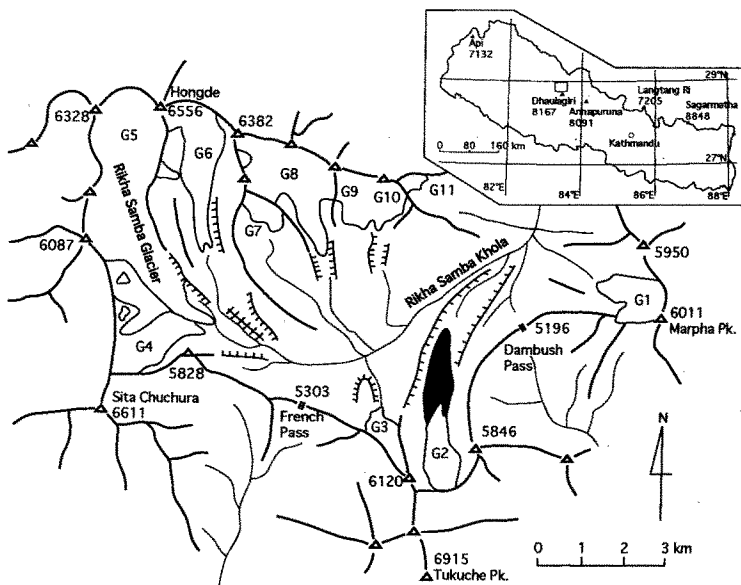 Api
7132
29°N
Dhaulagiri
8167
Annapuruna
8091
Langtang Ri
7205
Sagarmetha
8848
Kathmandu
0 80 160 km
27°N
82°E
84°E
86°E
88°E
Hongde
6328
6556
6382
G5
G6
G8
G9
G10
G11
G7
Rikha Samba Glacier
6087
Rikha Samba Khola
5950
G1
6011
Marpha Pk.
5196
Dambush
Pass
G4
5828
Sita Chuchura
6611
5303
French
Pass
G3
G2
5846
6120
N
0 1 2 3 km
6915
Tukuche Pk.